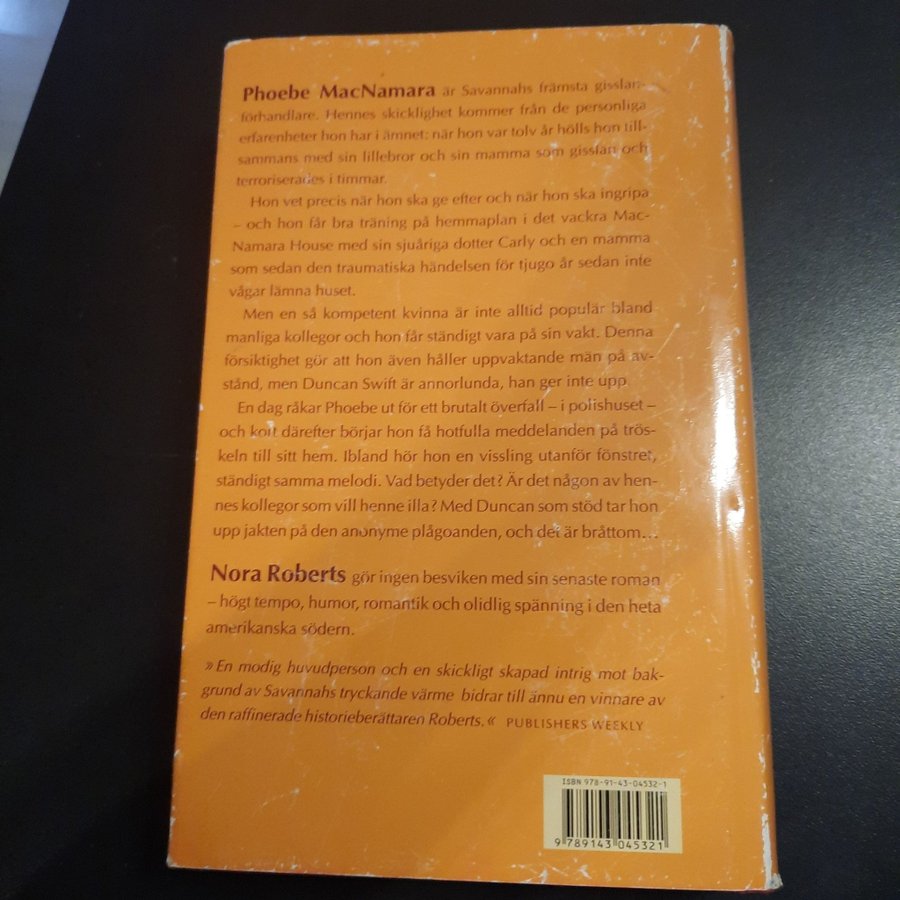 Phoebe MacNamara är Savannahs främsta gisslan-
förhandlare. Hennes skicklighet kommer från de personliga
erfarenheter hon har i ämnet: när hon var tolv år hölls hon till-
sammans med sin lillebror och sin mamma som gisslan och
terroriserades i timmar.
Hon vet precis när hon ska ge efter och när hon ska ingripa
– och hon får bra träning på hemmaplan i det vackra Mac-
Namara House med sin sjuåriga dotter Carly och en mamma
som sedan den traumatiska händelsen för tjugo år sedan inte
vågar lämna huset.
Men en så kompetent kvinna är inte alltid populär bland
manliga kollegor och hon får ständigt vara på sin vakt. Denna
försiktighet gör att hon även håller uppvaktande män på av-
stånd, men Duncan Swift är annorlunda, han ger inte upp.
En dag råkar Phoebe ut för ett brutalt överfall – i polishuset –
och kort därefter börjar hon få hotfulla meddelanden på trös-
keln till sitt hem. Ibland hör hon en vissling utanför fönstret,
ständigt samma melodi. Vad betyder det? Är det någon av hen-
nes kollegor som vill henne illa? Med Duncan som stöd tar hon
upp jakten på den anonyme plågoanden, och det är bråttom…
Nora Roberts gör ingen besviken med sin senaste roman
– högt tempo, humor, romantik och olidlig spänning i den heta
amerikanska södern.
»En modig huvudperson och en skickligt skapad intrig mot bak-
grund av Savannahs tryckande värme bidrar till ännu en vinnare av
den raffinerade historieberättaren Roberts.« PUBLISHERS WEEKLY
ISBN 978-91-43-04532-1
9 789143 045321